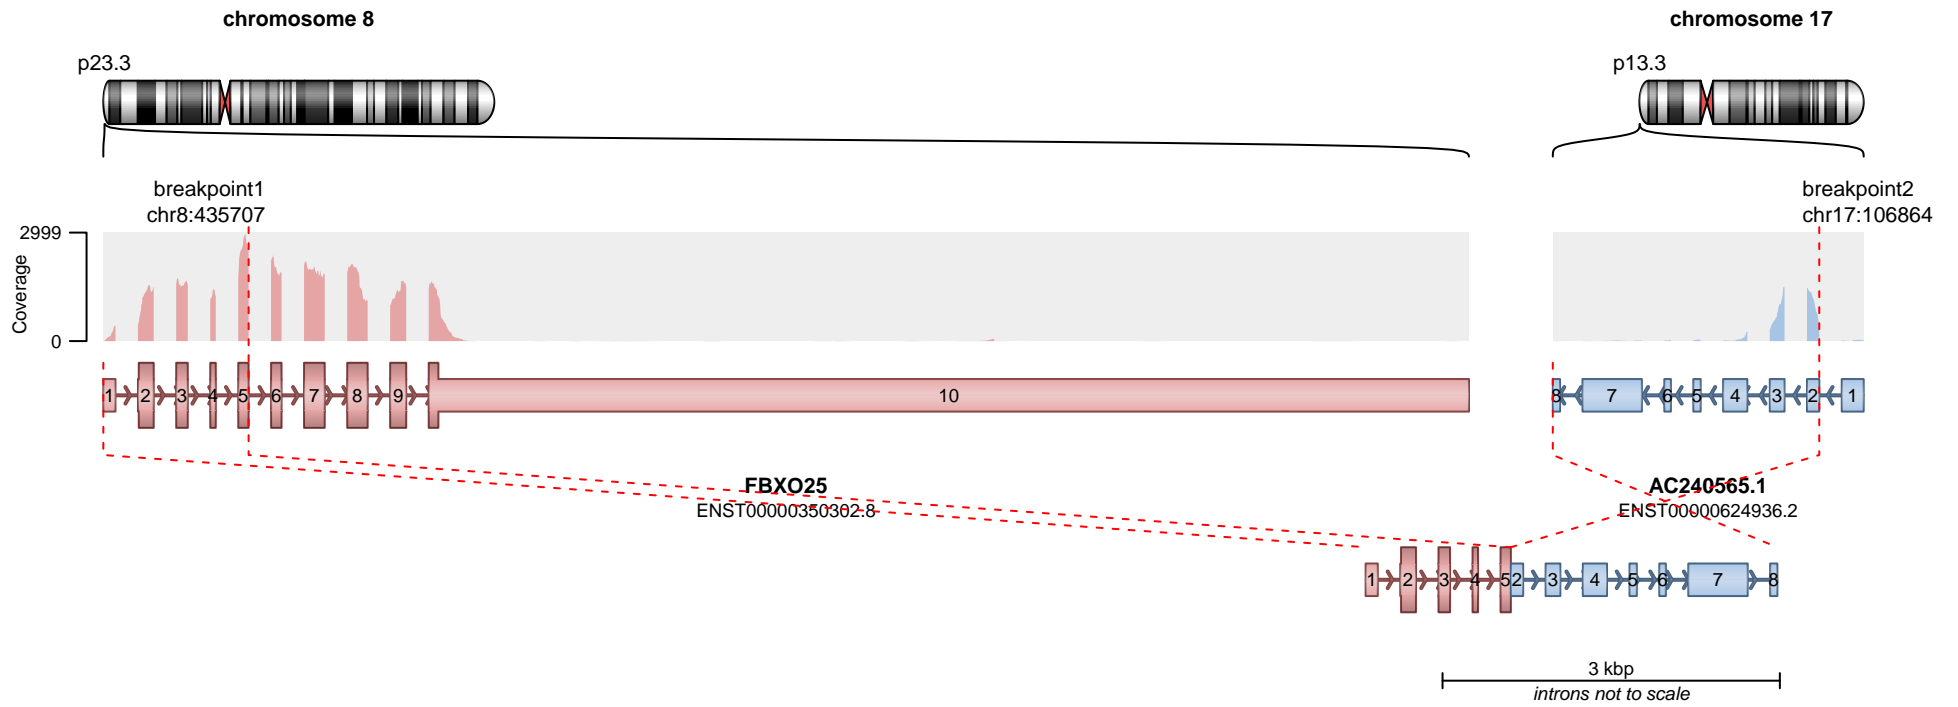 chromosome 8
chromosome 17
p23.3
p13.3
breakpoint1
chr8:435707
breakpoint2
chr17:106864
2999
Coverage
0
1 2 3 4 5 6 7 8 9 10
8 7 6 5 4 3 2 1
FBXO25
ENST00000350302.8
AC240565.1
ENST00000624936.2
1 2 3 4 5 2 3 4 5 6 7 8
3 kbp
introns not to scale